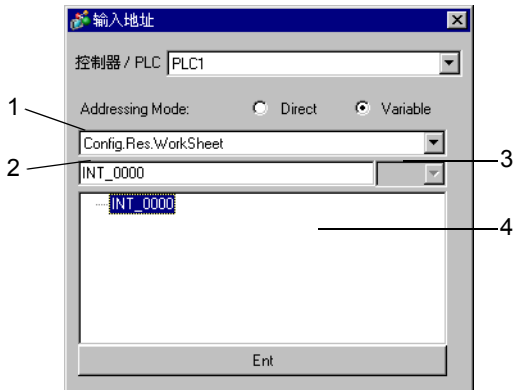 输入地址
控制器 / PLC PLC1
Addressing Mode: Direct Variable
1
Config.Res.WorkSheet
2
3
INT_0000
INT_0000
4
Ent